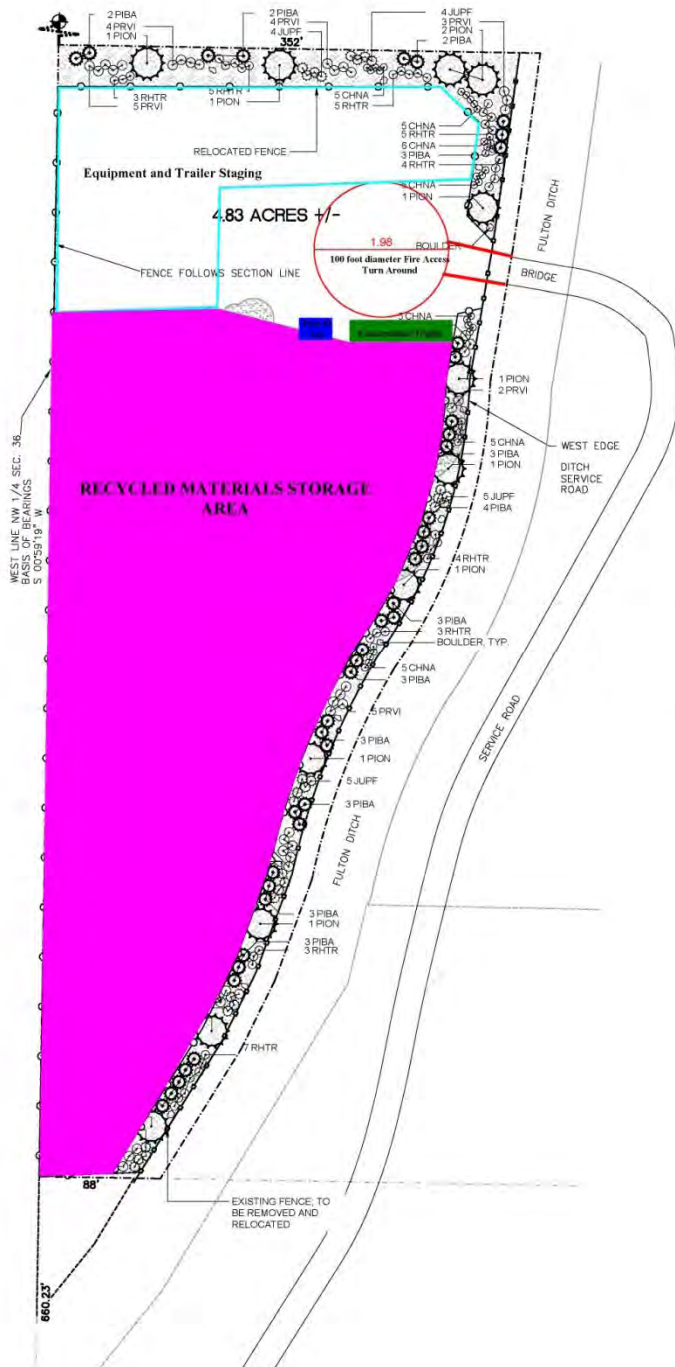 2 PIBA
4 PRVI
1 PION
352'
2 PIBA
4 PRVI
4 JUPF
4 JUPF
3 PRVI
2 PION
2 PIBA
3 RHTR
5 PRVI
5 RHTR
1 PION
5 CHNA
5 RHTR
RELOCATED FENCE
5 CHNA
5 RHTR
6 CHNA
3 PIBA
4 RHTR
5 CHNA
1 PION
Equipment and Trailer Staging
4.83 ACRES +/-
1.98
100 foot diameter Fire Access
Turn Around
BOULDER
FULTON DITCH
BRIDGE
FENCE FOLLOWS SECTION LINE
5 CHNA
1 PION
2 PRVI
WEST LINE NW 1/4 SEC. 36
BASIS OF BEARINGS
S 00°59'19" W
5 CHNA
3 PIBA
1 PION
WEST EDGE
DITCH
SERVICE
ROAD
RECYCLED MATERIALS STORAGE
AREA
5 JUPF
4 PIBA
4 RHTR
1 PION
3 PIBA
3 RHTR
BOULDER, TYP.
5 CHNA
3 PIBA
5 PRVI
3 PIBA
1 PION
5 JUPF
3 PIBA
SERVICE ROAD
FULTON DITCH
3 PIBA
1 PION
3 PIBA
3 RHTR
7 RHTR
88'
EXISTING FENCE; TO
BE REMOVED AND
RELOCATED
660.23'